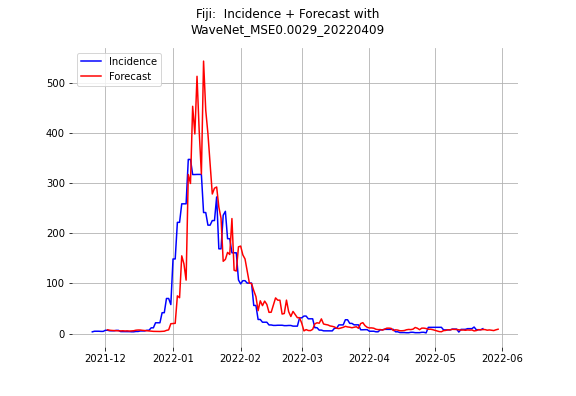 Fiji:  Incidence + Forecast with
WaveNet_MSE0.0029_20220409
Incidence
Forecast
500
400
300
200
100
0
2021-12 2022-01 2022-02 2022-03 2022-04 2022-05 2022-06